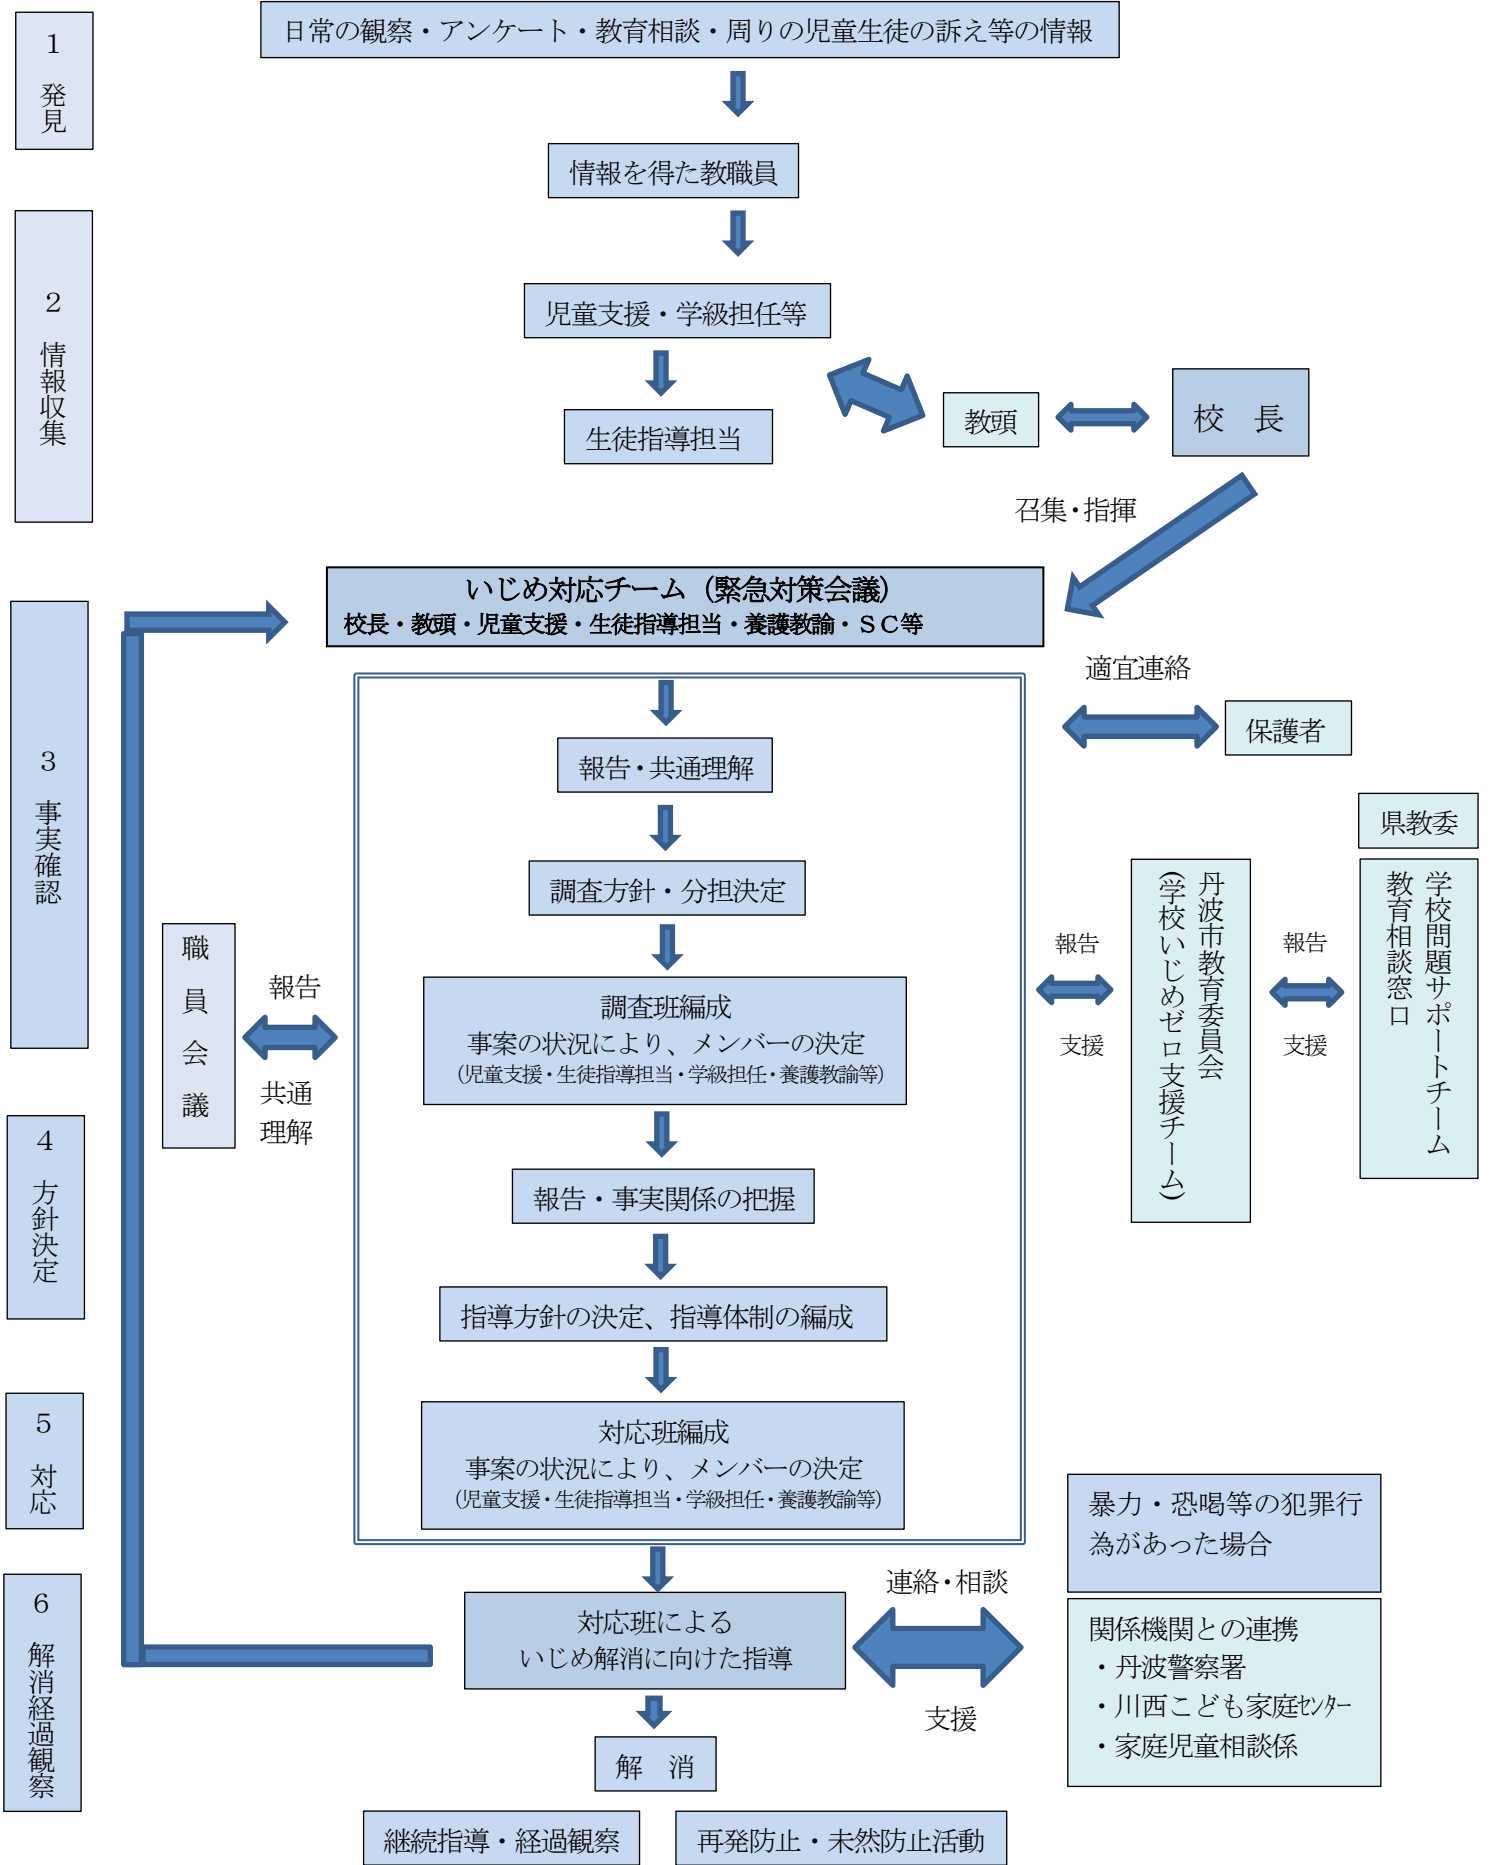 1 発見
日常の観察・アンケート・教育相談・周りの児童生徒の訴え等の情報
情報を得た教職員
2 情報収集
児童支援・学級担任等
生徒指導担当
教頭
校 長
召集・指揮
いじめ対応チーム（緊急対策会議）
校長・教頭・児童支援・生徒指導担当・養護教諭・ＳＣ等
3 事実確認
報告・共通理解
調査方針・分担決定
調査班編成
事案の状況により、メンバーの決定
（児童支援・生徒指導担当・学級担任・養護教諭等）
職員会議
報告
共通
理解
適宜連絡
保護者
県教委
学校問題サポートチーム
教育相談窓口
報告
支援
丹波市教育委員会
（学校いじめゼロ支援チーム）
報告
支援
4 方針決定
報告・事実関係の把握
指導方針の決定、指導体制の編成
5 対応
対応班編成
事案の状況により、メンバーの決定
（児童支援・生徒指導担当・学級担任・養護教諭等）
6 解消経過観察
対応班による
いじめ解消に向けた指導
連絡・相談
支援
暴力・恐喝等の犯罪行
為があった場合
関係機関との連携
・丹波警察署
・川西こども家庭ｾﾝﾀｰ
・家庭児童相談係
解 消
継続指導・経過観察
再発防止・未然防止活動